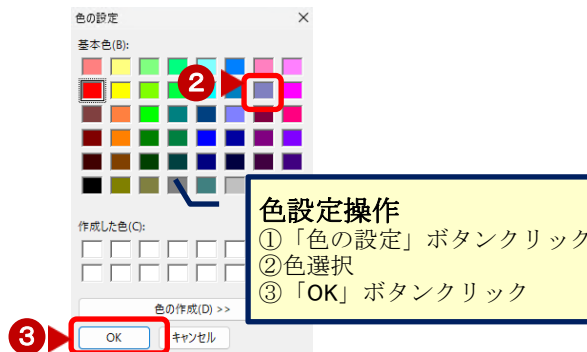 色の設定
基本色(B):
2
作成した色(C):
色の作成(D) >>
3
OK
キャンセル
色設定操作
①「色の設定」ボタンクリック
②色選択
③「OK」ボタンクリック